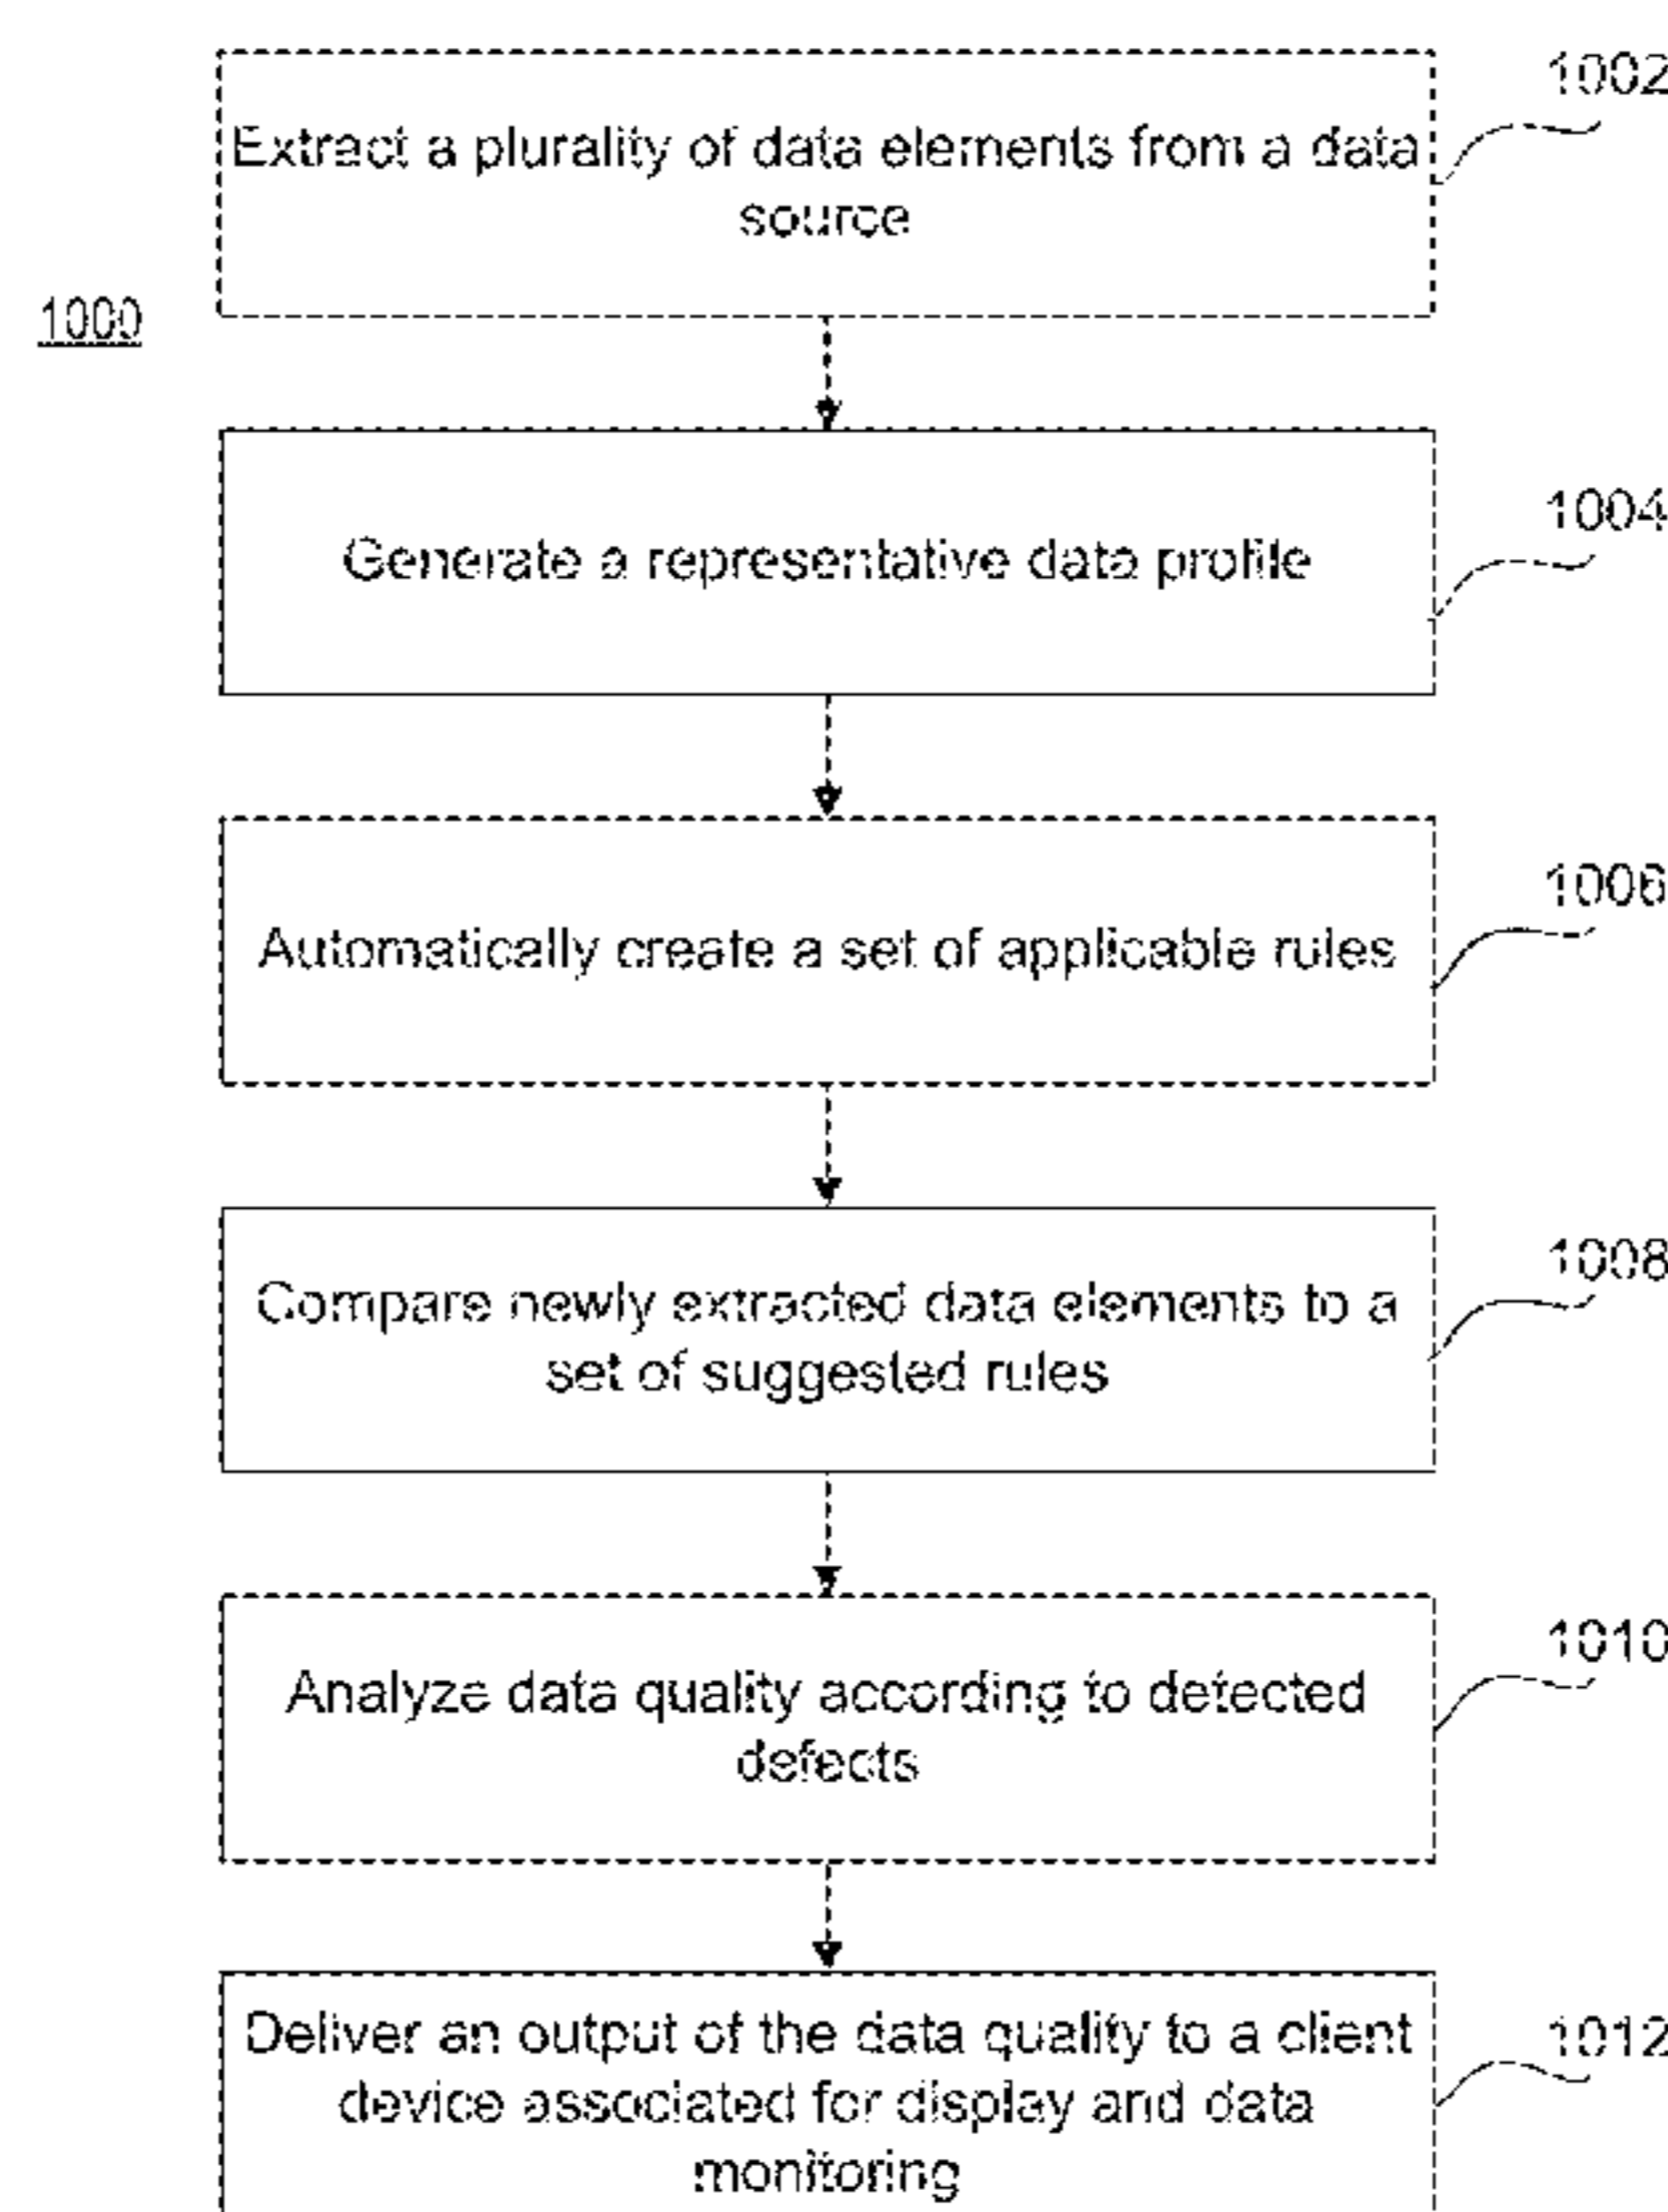 1002
Extract a plurality of data elements from a data
source
1000
1004
Generate a representative data profile
1006
Automatically create a set of applicable rules
1008
Compare newly extracted data elements to a
set of suggested rules
1010
Analyze data quality according to detected
defects
1012
Deliver an output of the data quality to a client
device associated for display and data
monitoring